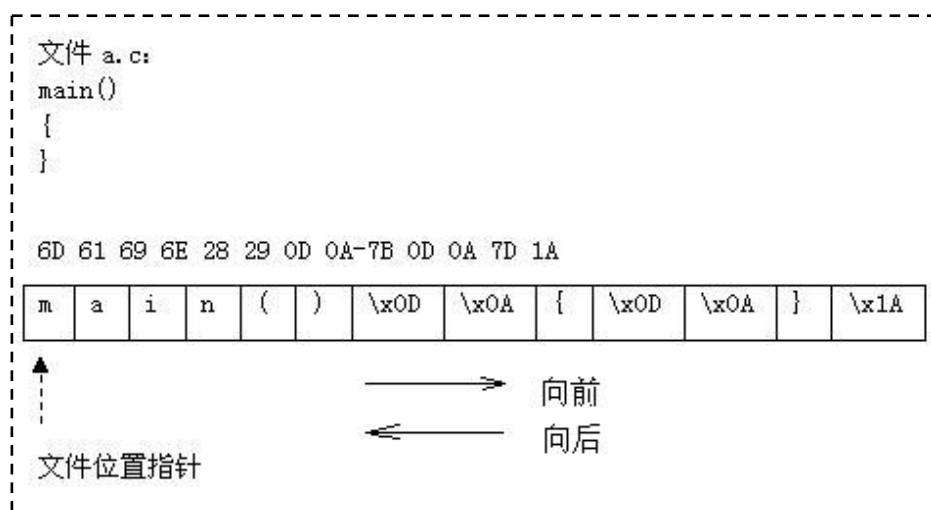 文件 a.c:
main()
{
}
6D 61 69 6E 28 29 0D 0A-7B 0D 0A 7D 1A
m a i n ( ) \x0D \x0A { \x0D \x0A } \x1A
向前
向后
文件位置指针